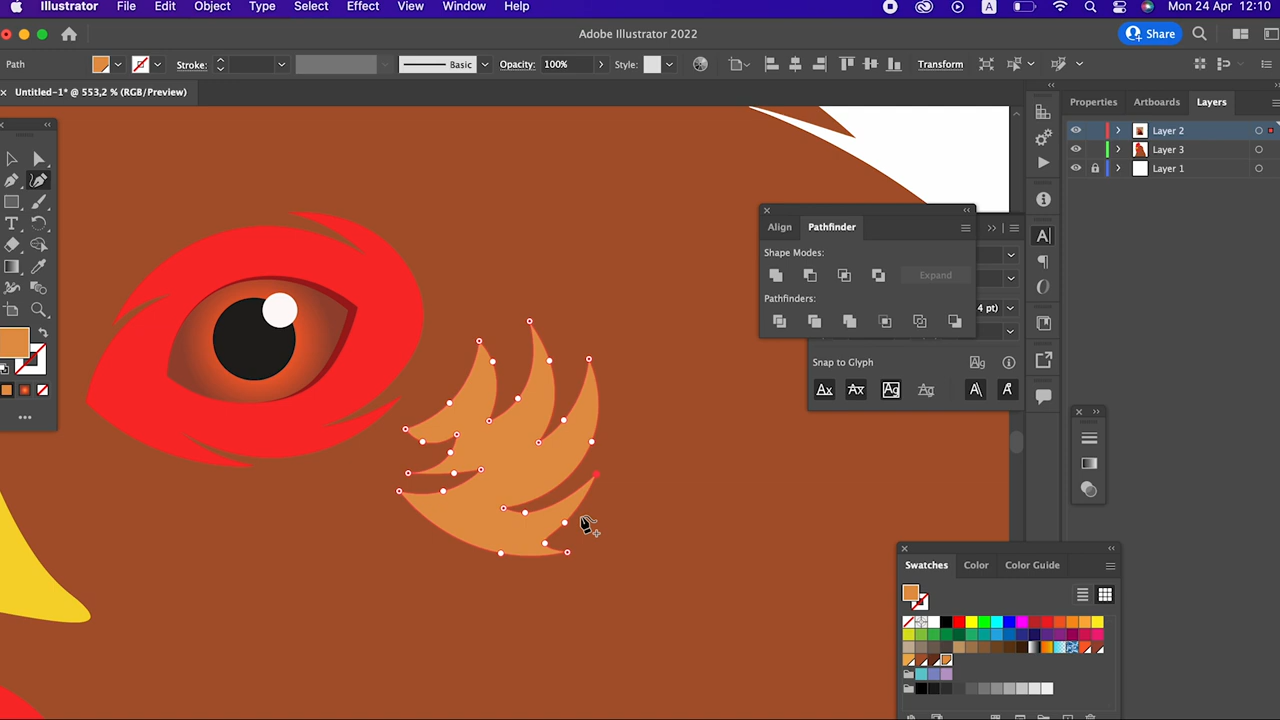 Illustrator File Edit Object Type Select Effect View Window Help A Mon 24 Apr 12:10
Adobe Illustrator 2022 Share
Path Stroke: Basic Opacity: 100% Style: Transform
Untitled-1* @ 553,2 % (RGB/Preview)
Properties Artboards Layers
Layer 2
Layer 3
Layer 1
Align Pathfinder
Shape Modes:
Expand
Pathfinders:
4 pt)
Snap to Glyph
Swatches Color Color Guide